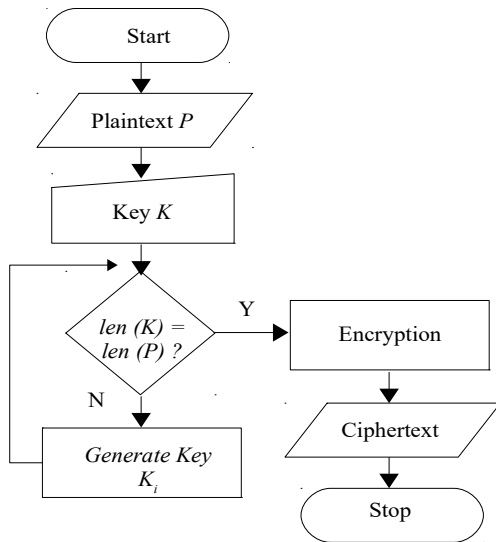 Start
Plaintext P
Key K
len (K) =
len (P) ?
Y
N
Generate Key
Ki
Encryption
Ciphertext
Stop